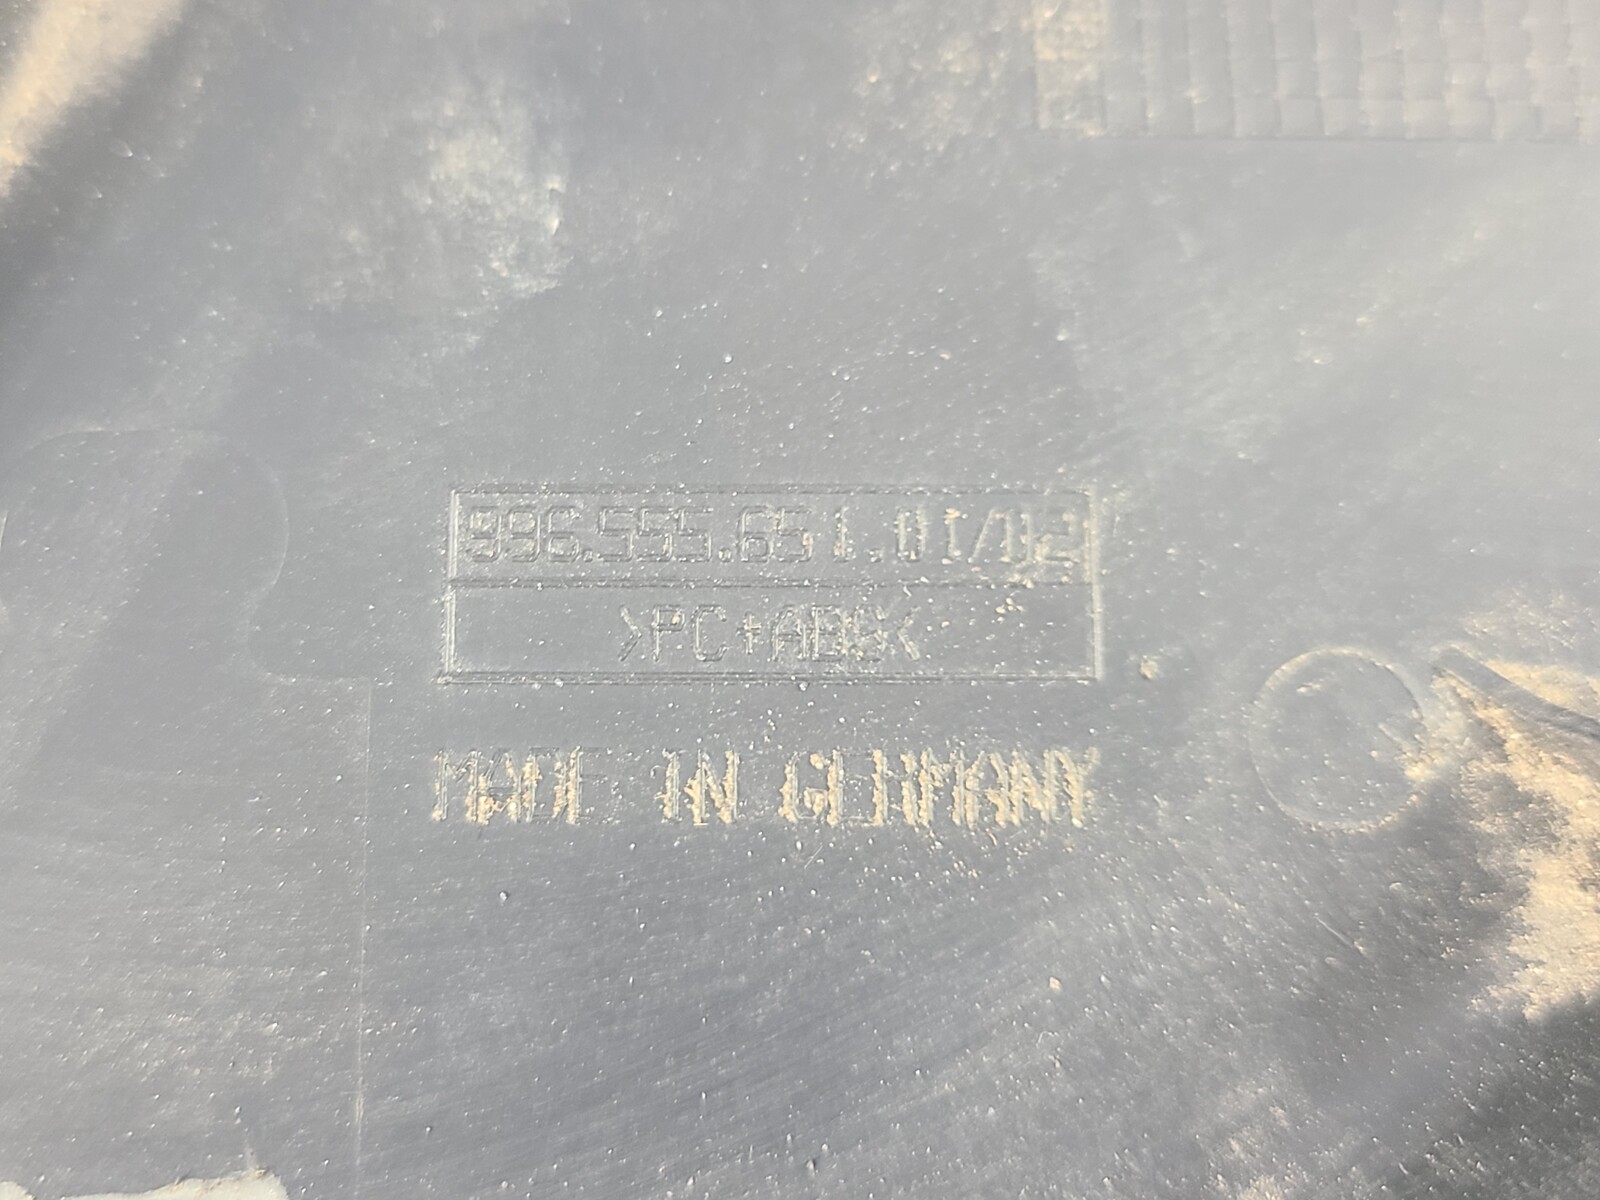 996.555.651.01/02
>PC+ABS<
MADE IN GERMANY